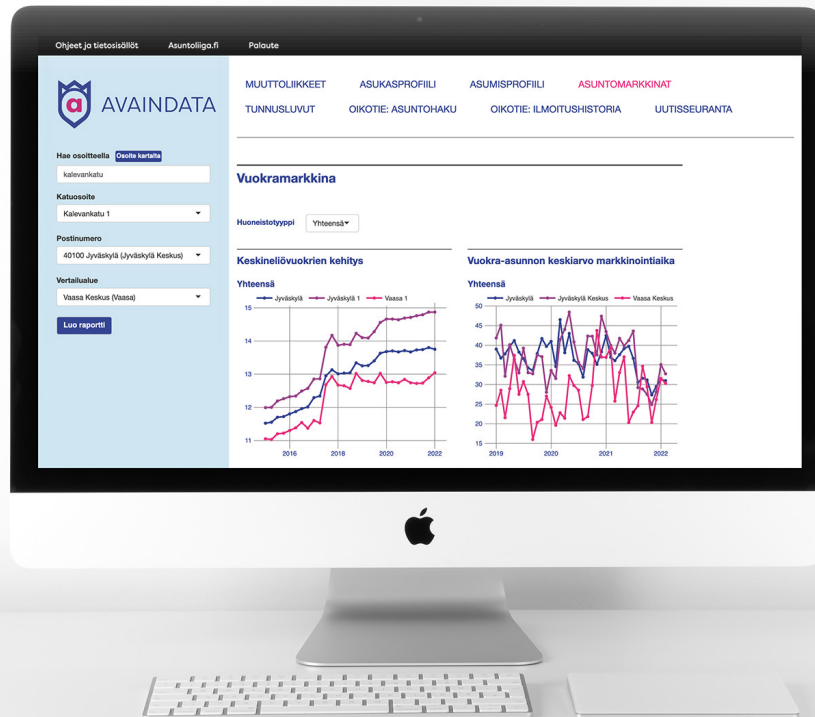 Ohjeet ja tietosisällöt Asuntoliiga.fi Palaute
a AVAINDATA
MUUTTOLIIKKEET ASUKASPROFIILI ASUMISPROFIILI ASUNTOMARKKINAT
TUNNUSLUVUT OIKOTIE: ASUNTOHAKU OIKOTIE: ILMOITUSHISTORIA UUTISSEURANTA
Hae osoitteella Osoite kartalta
kalevankatu
Katuosoite
Kalevankatu 1
Postinumero
40100 Jyväskylä (Jyväskylä Keskus)
Vertailualue
Vaasa Keskus (Vaasa)
Luo raportti
Vuokramarkkina
Huoneistotyyppi Yhteensä
Keskineliövuokrien kehitys
Yhteensä
Jyväskylä Jyväskylä 1 Vaasa 1
15
14
13
12
11
2016 2018 2020 2022
Vuokra-asunnon keskiarvo markkinointiaika
Yhteensä
Jyväskylä Jyväskylä Keskus Vaasa Keskus
50
45
40
35
30
25
20
15
2019 2020 2021 2022